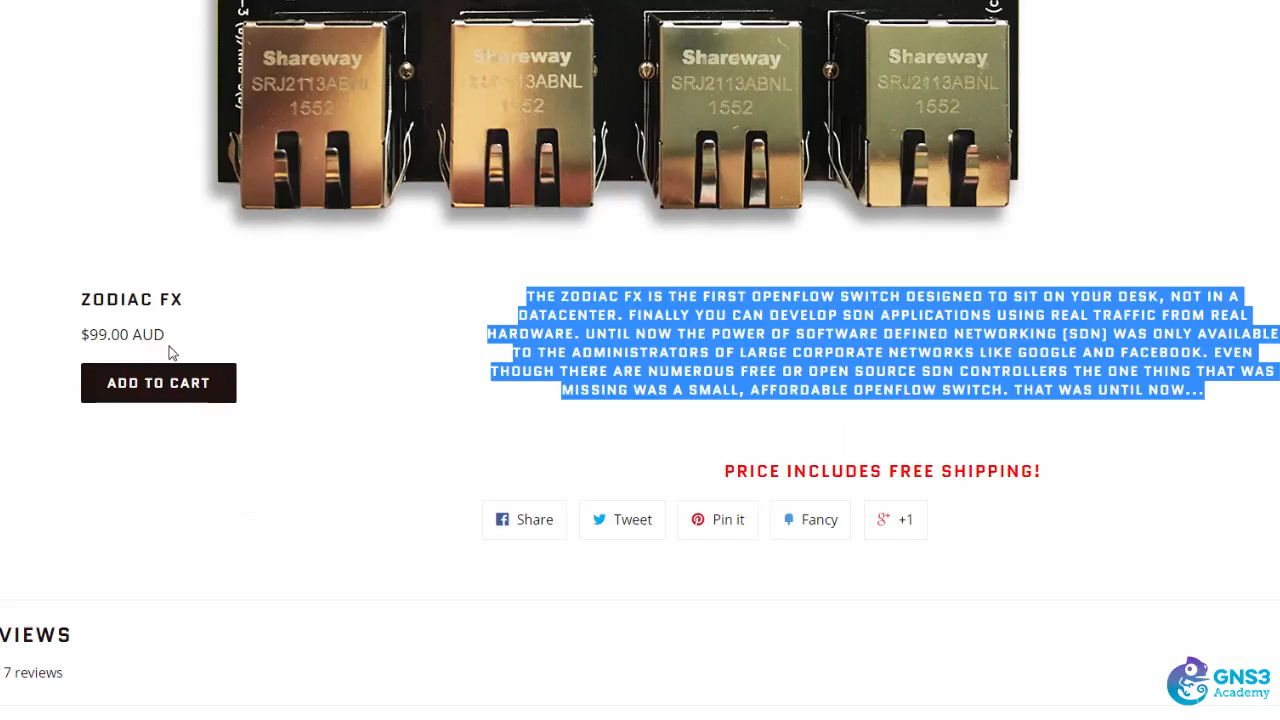 Shareway Shareway Shareway Shareway
SRJ2113ABNL 13ABNL SRJ2113ABNL SRJ2113ABNL
1552 1552 1552 1552
ZODIAC FX
$99.00 AUD
ADD TO CART
THE ZODIAC FX IS THE FIRST OPENFLOW SWITCH DESIGNED TO SIT ON YOUR DESK, NOT IN A
DATACENTER. FINALLY YOU CAN DEVELOP SDN APPLICATIONS USING REAL TRAFFIC FROM REAL
HARDWARE. UNTIL NOW THE POWER OF SOFTWARE DEFINED NETWORKING (SDN) WAS ONLY AVAILABLE
TO THE ADMINISTRATORS OF LARGE CORPORATE NETWORKS LIKE GOOGLE AND FACEBOOK. EVEN
THOUGH THERE ARE NUMEROUS FREE OR OPEN SOURCE SDN CONTROLLERS THE ONE THING THAT WAS
MISSING WAS A SMALL, AFFORDABLE OPENFLOW SWITCH. THAT WAS UNTIL NOW...
PRICE INCLUDES FREE SHIPPING!
Share Tweet Pin it Fancy +1
VIEWS
7 reviews
GNS3
Academy